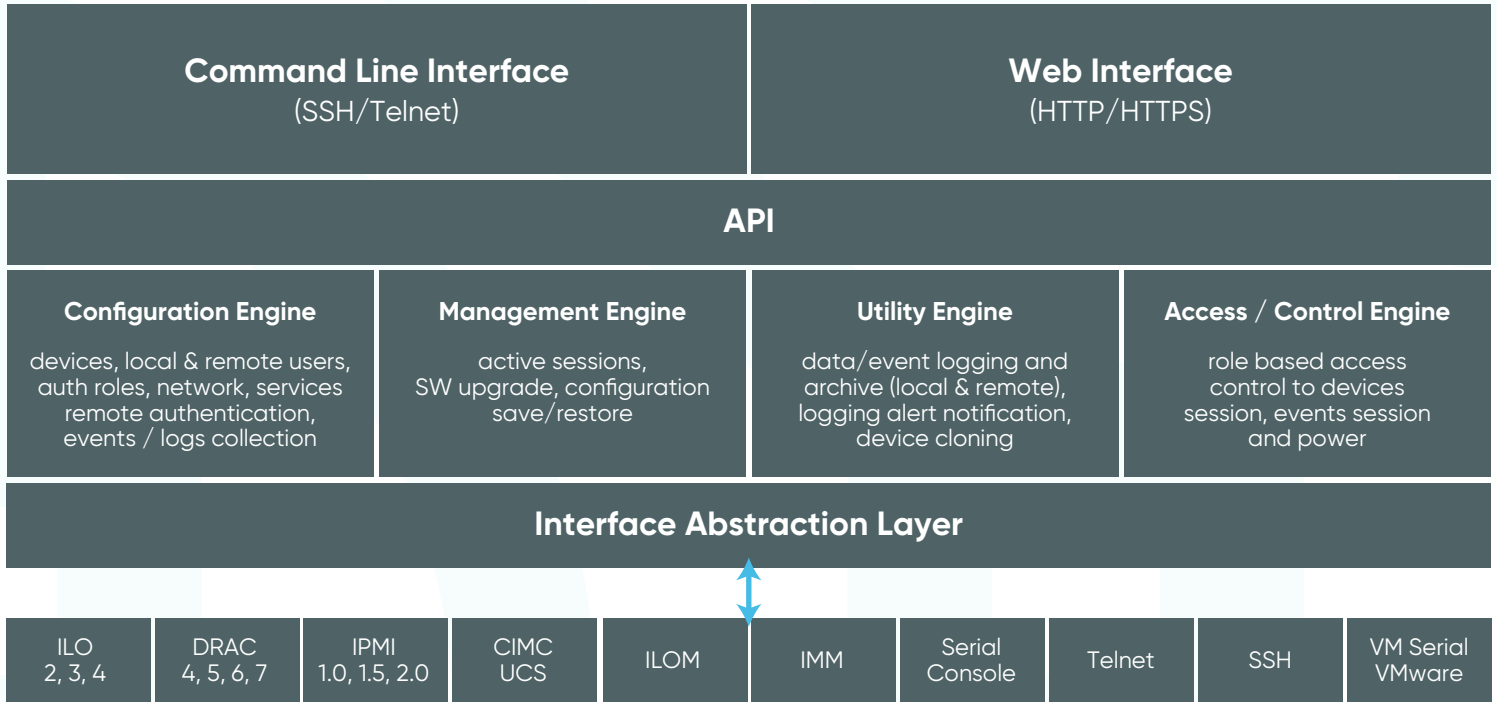 Command Line Interface
(SSH/Telnet)
Web Interface
(HTTP/HTTPS)
API
Configuration Engine
devices, local & remote users,
auth roles, network, services
remote authentication,
events / logs collection
Management Engine
active sessions,
SW upgrade, configuration
save/restore
Utility Engine
data/event logging and
archive (local & remote),
logging alert notification,
device cloning
Access / Control Engine
role based access
control to devices
session, events session
and power
Interface Abstraction Layer
ILO
2, 3, 4
DRAC
4, 5, 6, 7
IPMI
1.0, 1.5, 2.0
CIMC
UCS
ILOM
IMM
Serial
Console
Telnet
SSH
VM Serial
VMware